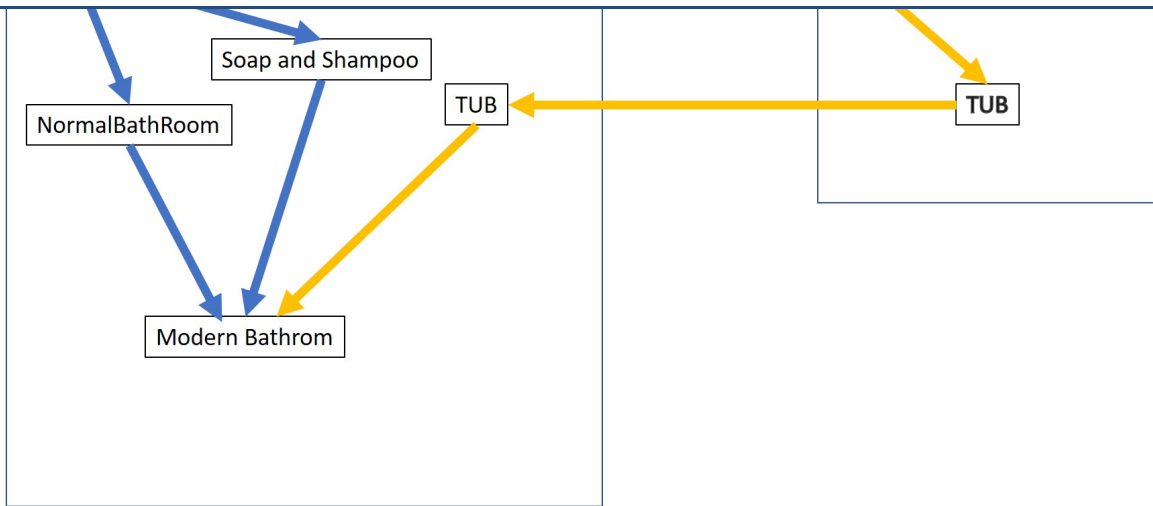 Soap and Shampoo
TUB
TUB
NormalBathRoom
Modern Bathrom